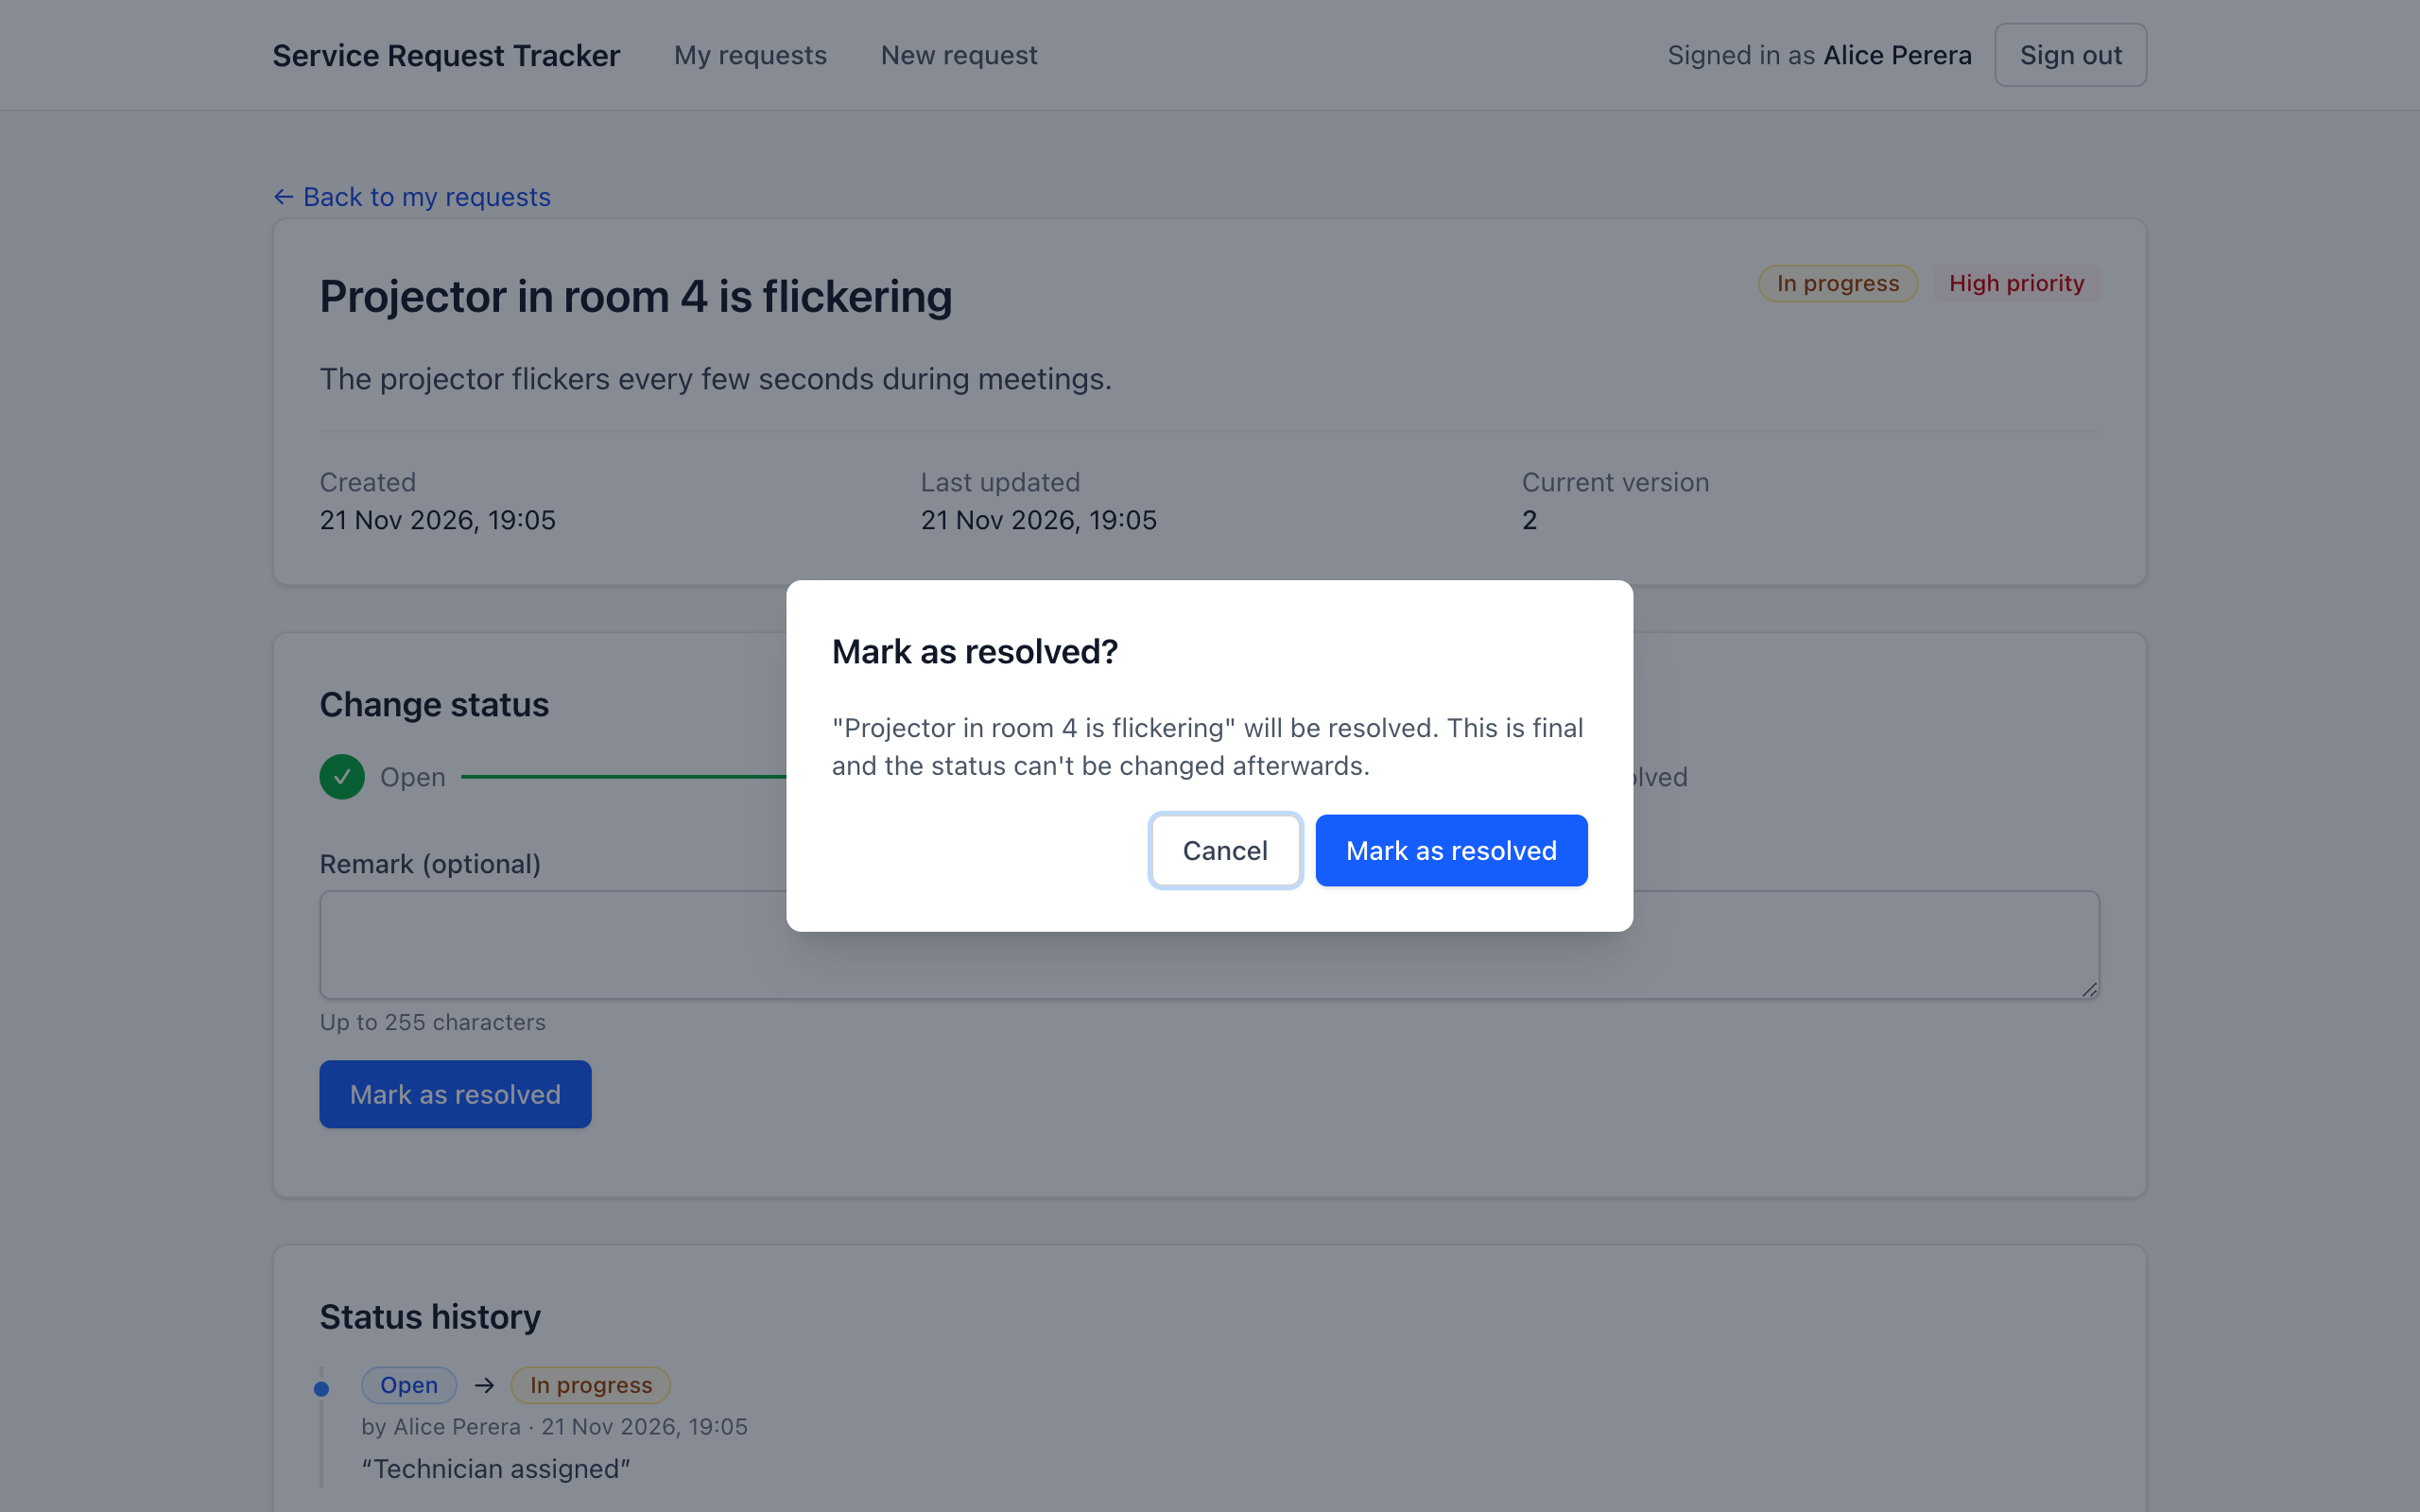 Service Request Tracker
My requests
New request
Signed in as Alice Perera
Sign out
← Back to my requests
Projector in room 4 is flickering
In progress
High priority
The projector flickers every few seconds during meetings.
Created
21 Nov 2026, 19:05
Last updated
21 Nov 2026, 19:05
Current version
2
Mark as resolved?
"Projector in room 4 is flickering" will be resolved. This is final
and the status can't be changed afterwards.
Cancel
Mark as resolved
Change status
Open
Remark (optional)
Up to 255 characters
Mark as resolved
Status history
Open → In progress
by Alice Perera · 21 Nov 2026, 19:05
“Technician assigned”